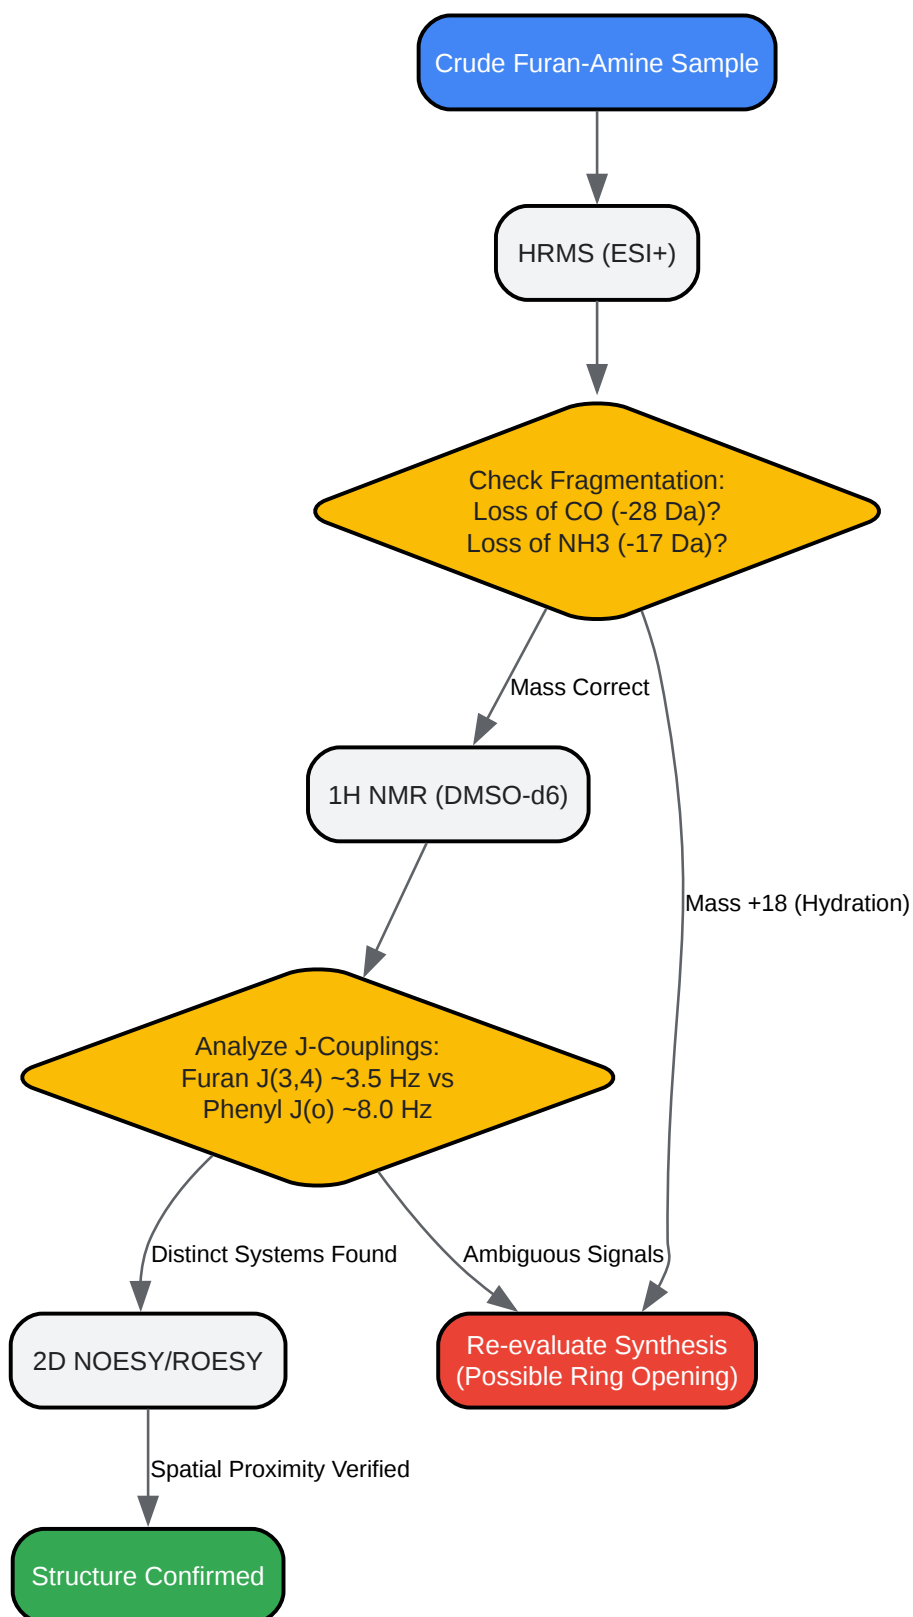 Crude Furan-Amine Sample
HRMS (ESI+)
Check Fragmentation:
Loss of CO (-28 Da)?
Loss of NH3 (-17 Da)?
Mass Correct
1H NMR (DMSO-d6)
Mass +18 (Hydration)
Analyze J-Couplings:
Furan J(3,4) ~3.5 Hz vs
Phenyl J(o) ~8.0 Hz
Distinct Systems Found
Ambiguous Signals
2D NOESY/ROESY
Re-evaluate Synthesis
(Possible Ring Opening)
Spatial Proximity Verified
Structure Confirmed